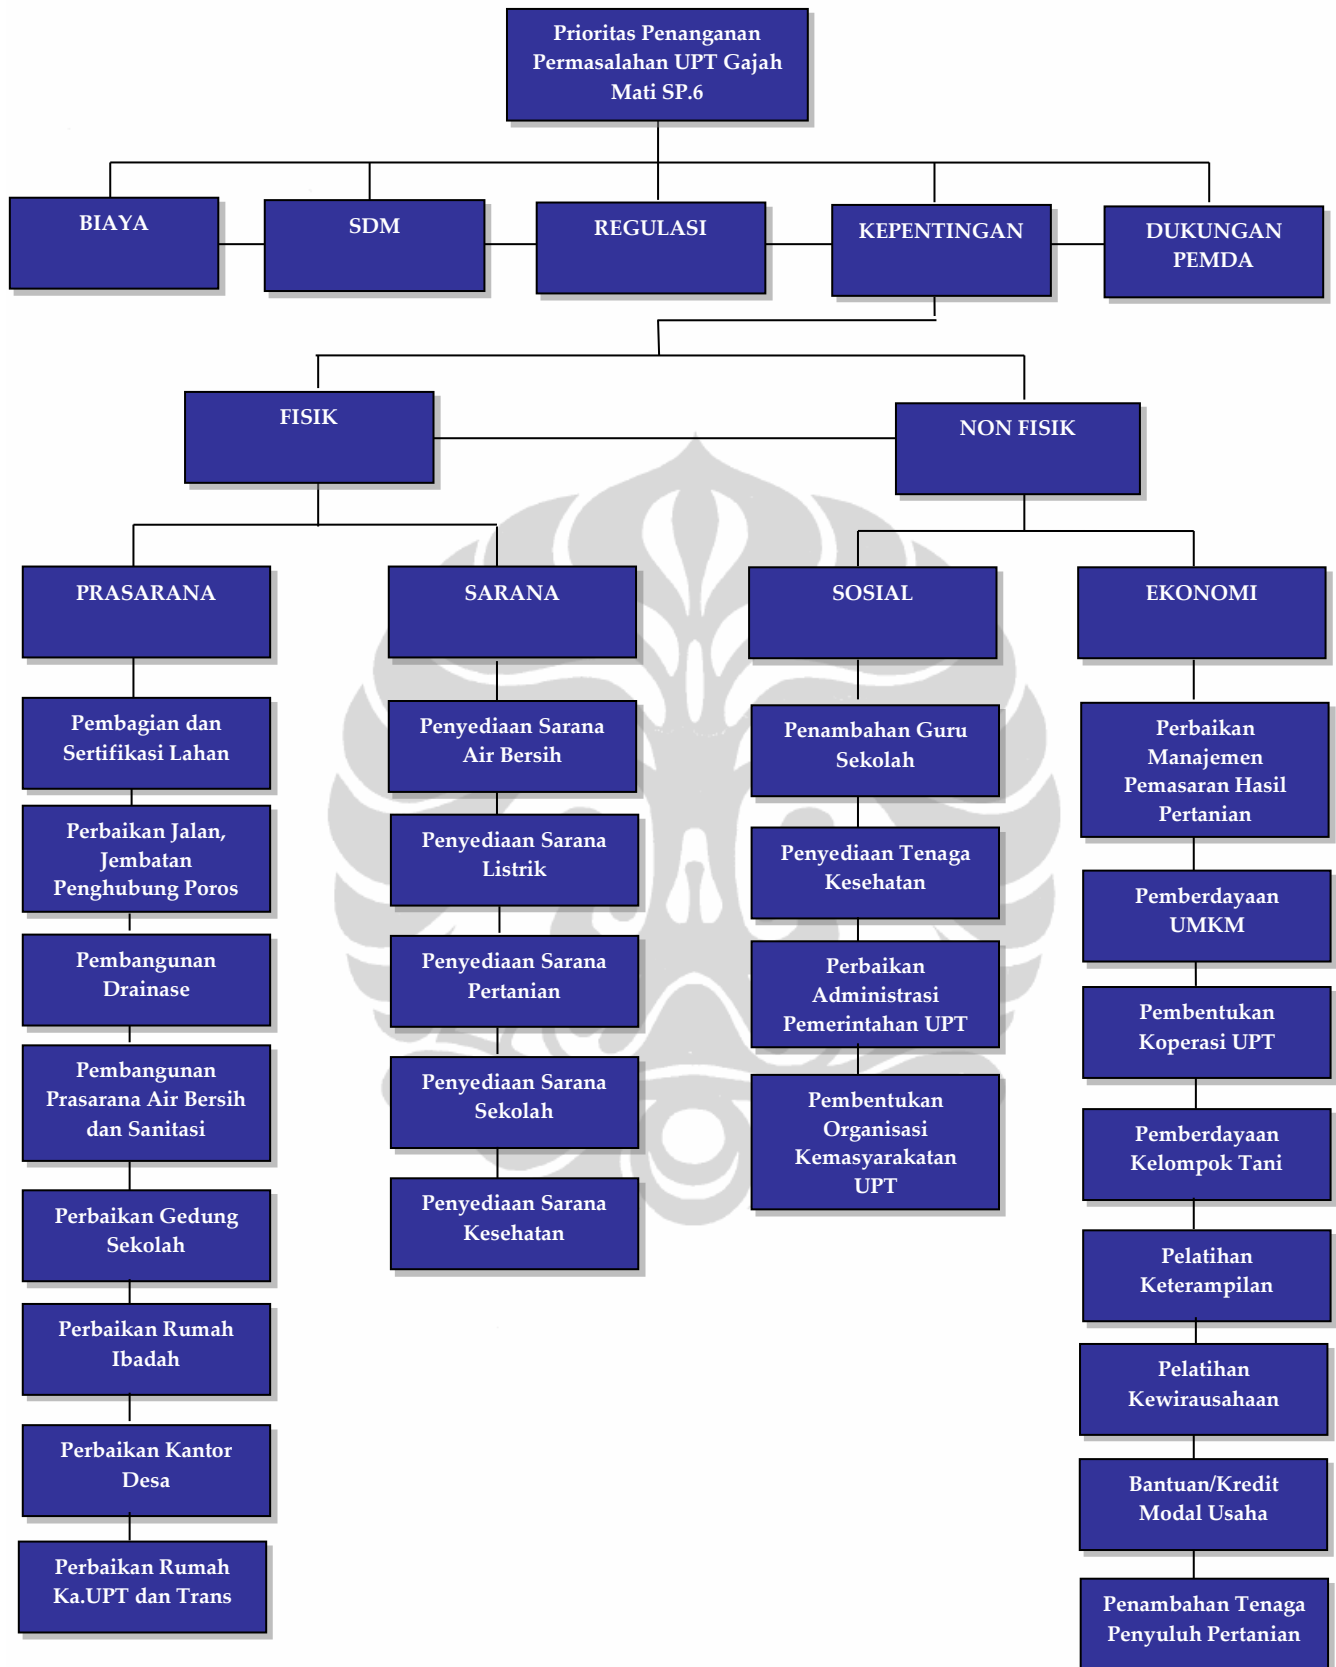 Prioritas Penanganan
Permasalahan UPT Gajah
Mati SP.6
BIAYA
SDM
REGULASI
KEPENTINGAN
DUKUNGAN
PEMDA
FISIK
NON FISIK
PRASARANA
SARANA
SOSIAL
EKONOMI
Pembagian dan
Sertifikasi Lahan
Perbaikan Jalan,
Jembatan
Penghubung Poros
Pembangunan
Drainase
Pembangunan
Prasarana Air Bersih
dan Sanitasi
Perbaikan Gedung
Sekolah
Perbaikan Rumah
Ibadah
Perbaikan Kantor
Desa
Perbaikan Rumah
Ka.UPT dan Trans
Penyediaan Sarana
Air Bersih
Penyediaan Sarana
Listrik
Penyediaan Sarana
Pertanian
Penyediaan Sarana
Sekolah
Penyediaan Sarana
Kesehatan
Penambahan Guru
Sekolah
Penyediaan Tenaga
Kesehatan
Perbaikan
Administrasi
Pemerintahan UPT
Pembentukan
Organisasi
Kemasyarakatan
UPT
Perbaikan
Manajemen
Pemasaran Hasil
Pertanian
Pemberdayaan
UMKM
Pembentukan
Koperasi UPT
Pemberdayaan
Kelompok Tani
Pelatihan
Keterampilan
Pelatihan
Kewirausahaan
Bantuan/Kredit
Modal Usaha
Penambahan Tenaga
Penyuluh Pertanian